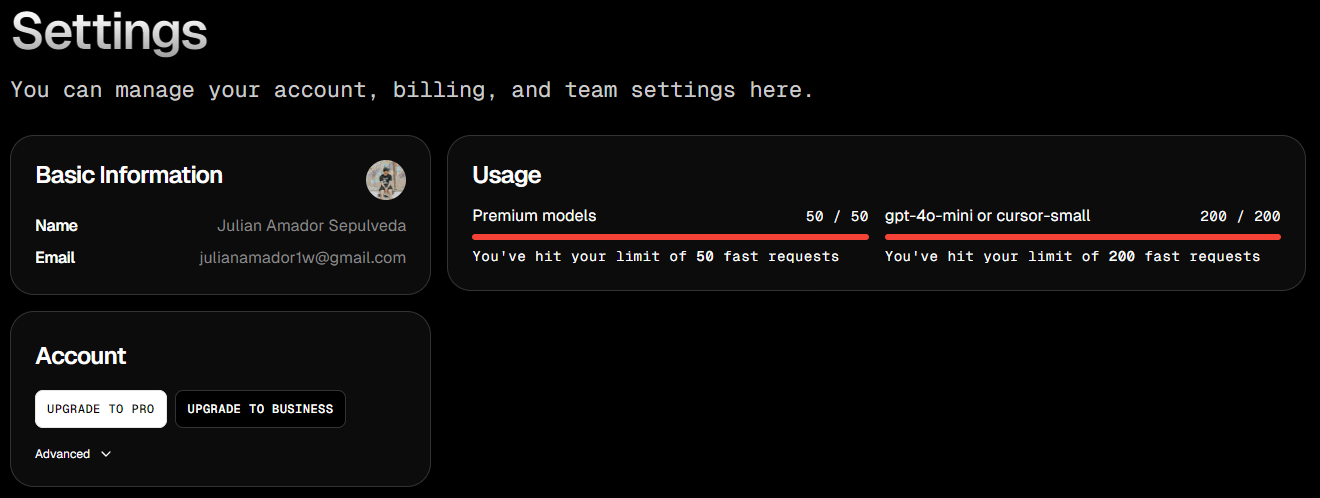 Settings
You can manage your account, billing, and team settings here.
Basic Information
Name Julian Amador Sepulveda
Email julianamador1w@gmail.com
Usage
Premium models 50 / 50
You've hit your limit of 50 fast requests
gpt-4o-mini or cursor-small 200 / 200
You've hit your limit of 200 fast requests
Account
UPGRADE TO PRO UPGRADE TO BUSINESS
Advanced